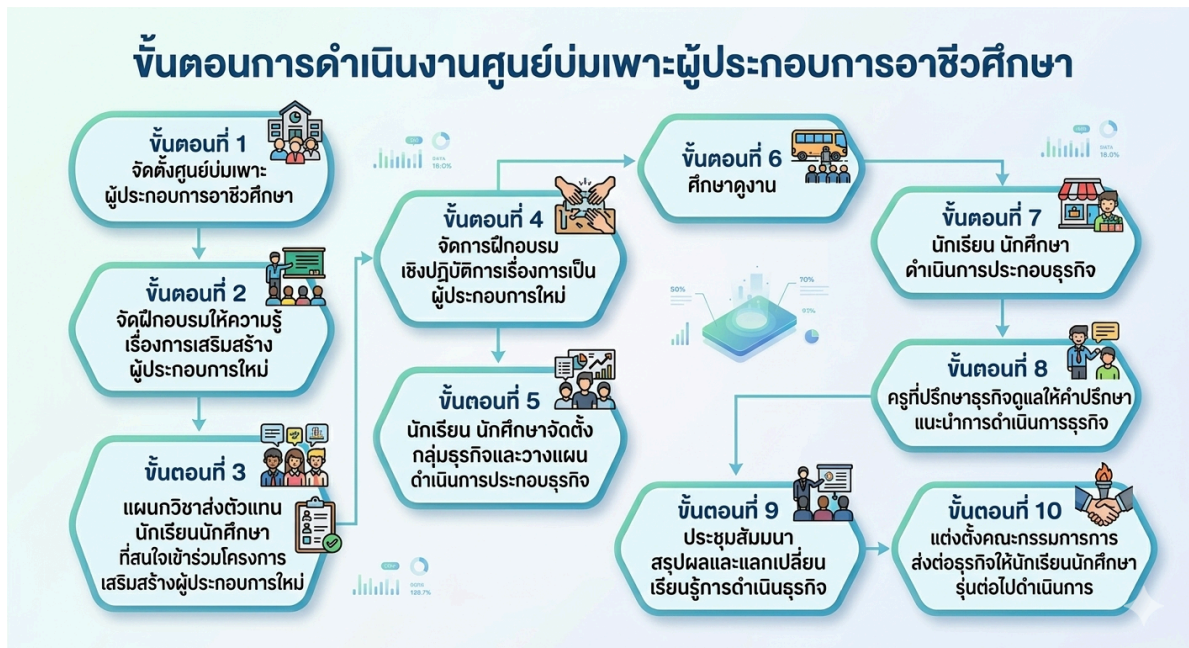 ขั้นตอนการดำเนินงานศูนย์บ่มเพาะผู้ประกอบการอาชีวศึกษา
ขั้นตอนที่ 1
จัดตั้งศูนย์บ่มเพาะ
ผู้ประกอบการอาชีวศึกษา
ขั้นตอนที่ 2
จัดฝึกอบรมให้ความรู้
เรื่องการเสริมสร้าง
ผู้ประกอบการใหม่
ขั้นตอนที่ 3
แผนกวิชาส่งตัวแทน
นักเรียนนักศึกษา
ที่สนใจเข้าร่วมโครงการ
เสริมสร้างผู้ประกอบการใหม่
ขั้นตอนที่ 4
จัดการฝึกอบรม
เชิงปฏิบัติการเรื่องการเป็น
ผู้ประกอบการใหม่
ขั้นตอนที่ 5
นักเรียน นักศึกษาจัดตั้ง
กลุ่มธุรกิจและวางแผน
ดำเนินการประกอบธุรกิจ
ขั้นตอนที่ 6
ศึกษาดูงาน
ขั้นตอนที่ 7
นักเรียน นักศึกษา
ดำเนินการประกอบธุรกิจ
ขั้นตอนที่ 8
ครูที่ปรึกษาธุรกิจดูแลให้คำปรึกษา
แนะนำการดำเนินการธุรกิจ
ขั้นตอนที่ 9
ประชุมสัมมนา
สรุปผลและแลกเปลี่ยน
เรียนรู้การดำเนินธุรกิจ
ขั้นตอนที่ 10
แต่งตั้งคณะกรรมการการ
ส่งต่อธุรกิจให้นักเรียนนักศึกษา
รุ่นต่อไปดำเนินการ
DATA
18.0%
18.0%
50%
70%